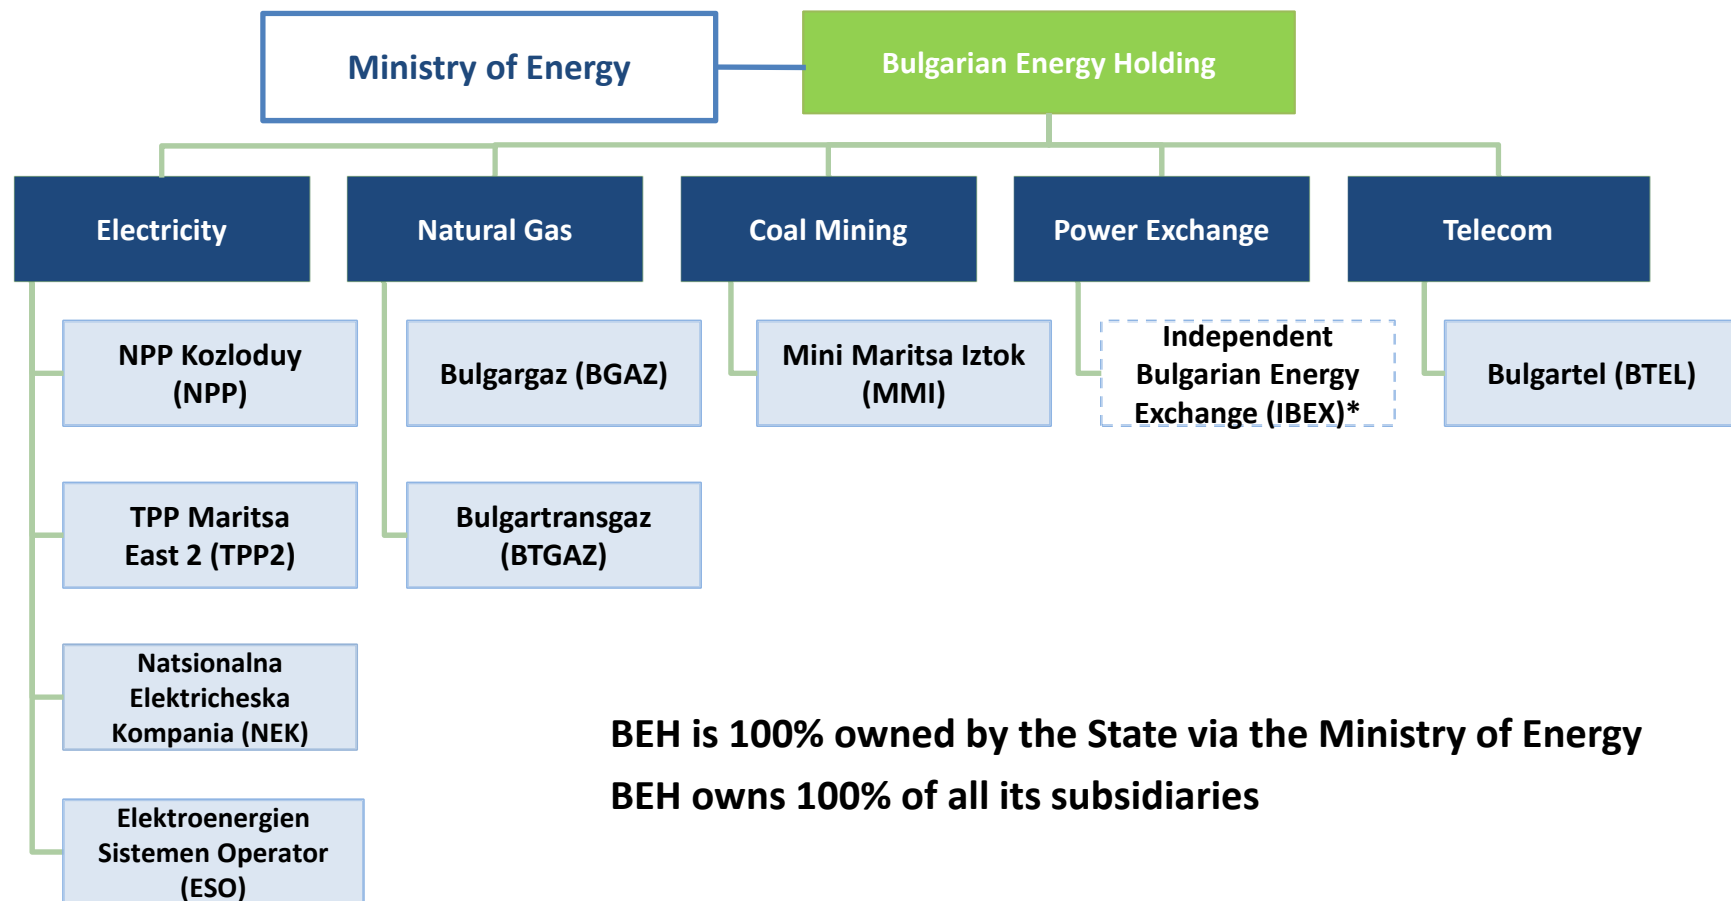 Ministry of Energy
Bulgarian Energy Holding
Electricity
Natural Gas
Coal Mining
Power Exchange
Telecom
NPP Kozloduy
(NPP)
Bulgargaz (BGAZ)
Mini Maritsa Iztok
(MMI)
Independent
Bulgarian Energy
Exchange (IBEX)*
Bulgartel (BTEL)
TPP Maritsa
East 2 (TPP2)
Bulgartransgaz
(BTGAZ)
Natsionalna
Elektricheska
Kompania (NEK)
Elektroenergien
Sistemen Operator
(ESO)
BEH is 100% owned by the State via the Ministry of Energy
BEH owns 100% of all its subsidiaries